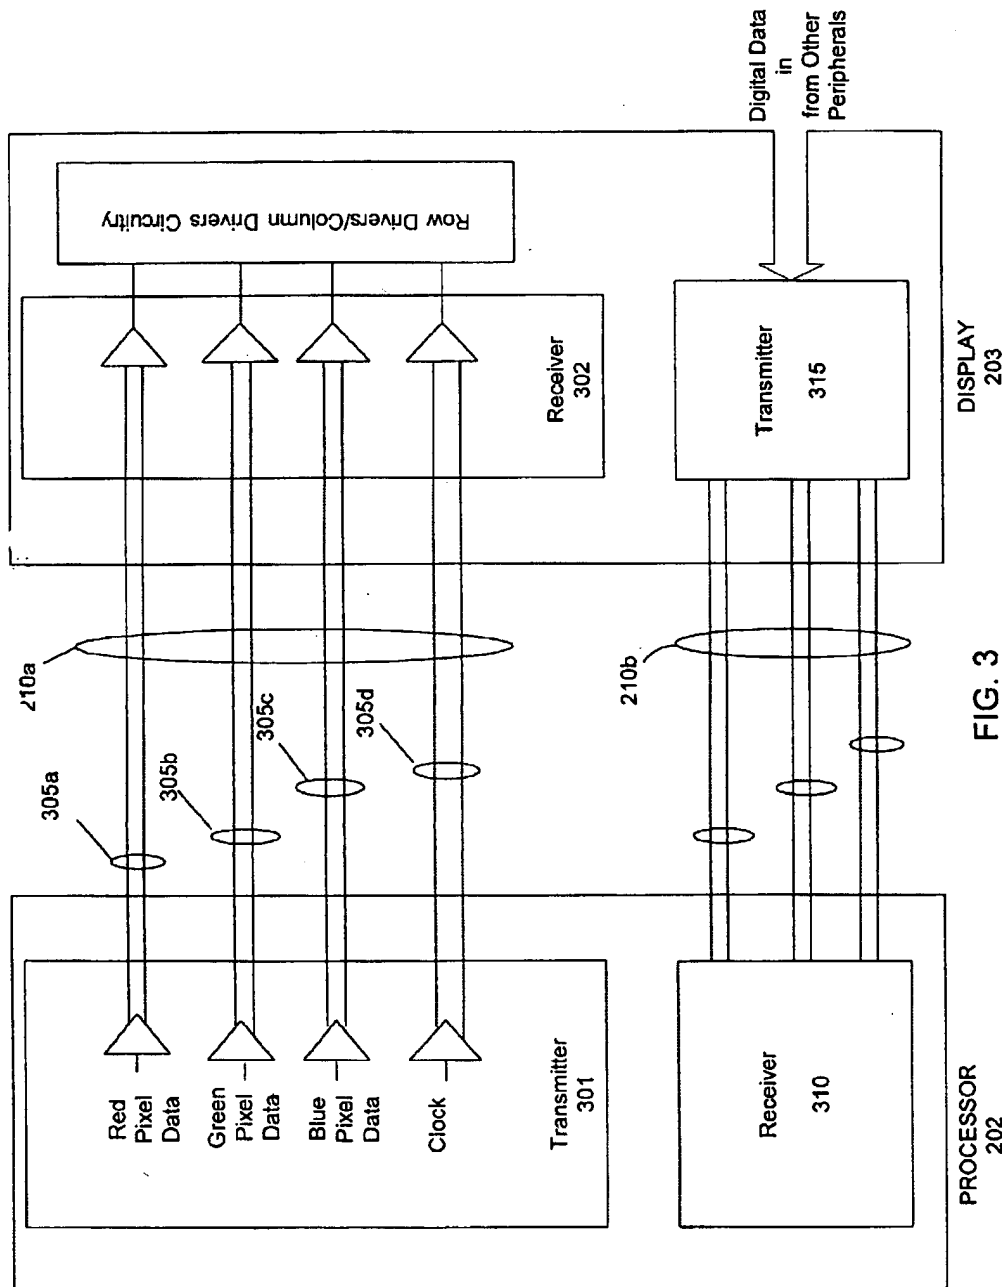 Red
Pixel
Data
Green
Pixel
Data
Blue
Pixel
Data
Clock
Transmitter
301
305a
305b
305c
305d
210a
Receiver
302
Row Drivers/Column Drivers Circuitry
Receiver
310
210b
Transmitter
315
Digital Data
in
from Other
Peripherals
PROCESSOR
202
DISPLAY
203
FIG. 3